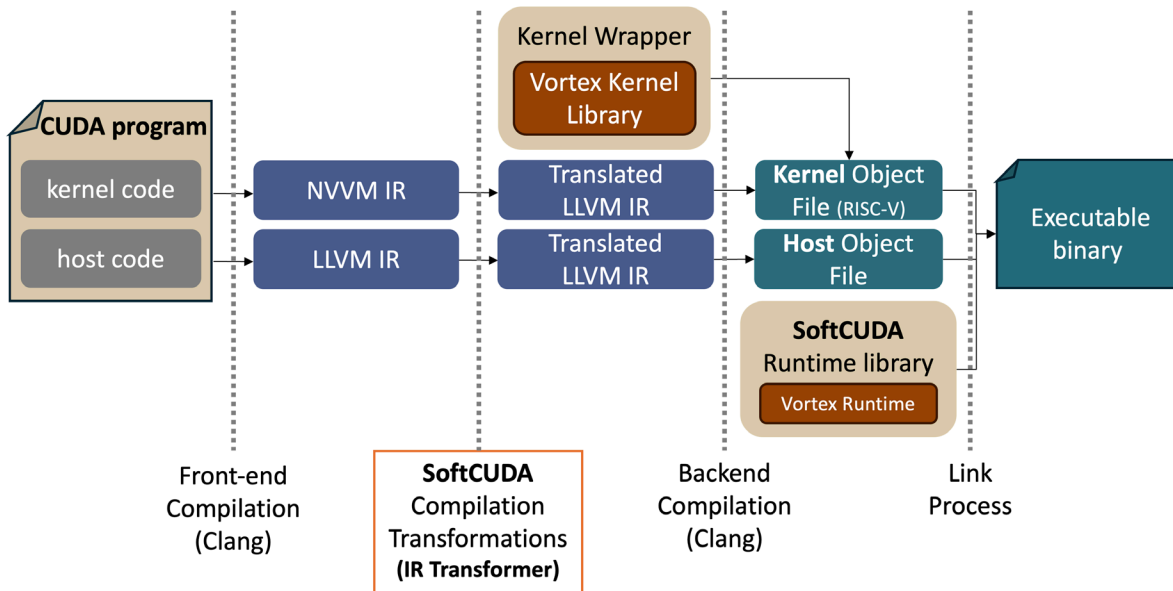 Kernel Wrapper
Vortex Kernel
Library
CUDA program
kernel code
host code
NVVM IR
LLVM IR
Translated
LLVM IR
Translated
LLVM IR
Kernel Object
File (RISC-V)
Host Object
File
Executable
binary
SoftCUDA
Runtime library
Vortex Runtime
Front-end
Compilation
(Clang)
SoftCUDA
Compilation
Transformations
(IR Transformer)
Backend
Compilation
(Clang)
Link
Process